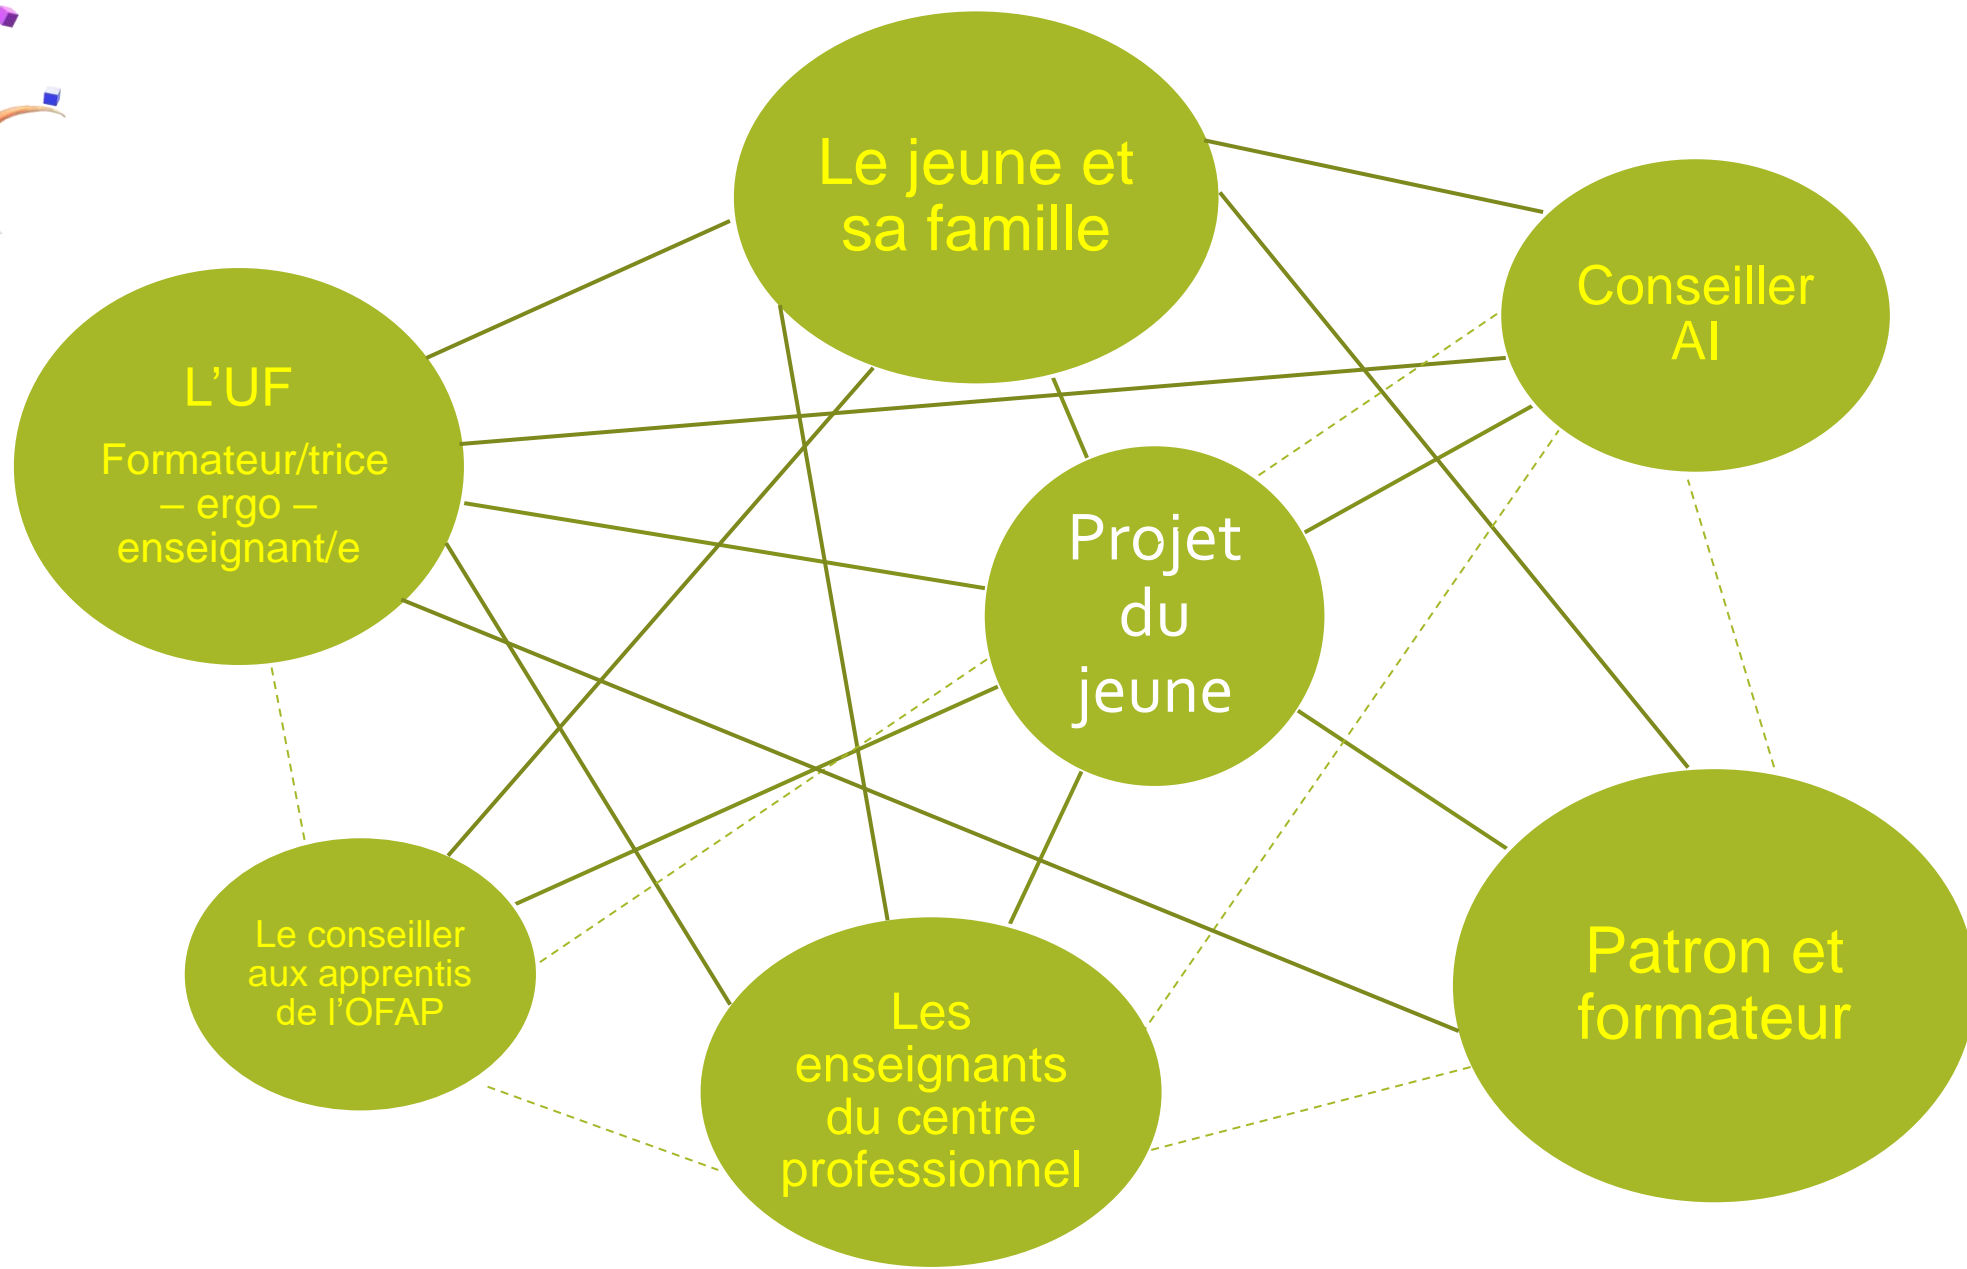 Le jeune et
sa famille
Conseiller
AI
L’UF
Formateur/trice
– ergo –
enseignant/e
Projet
du
jeune
Le conseiller
aux apprentis
de l’OFAP
Les
enseignants
du centre
professionnel
Patron et
formateur